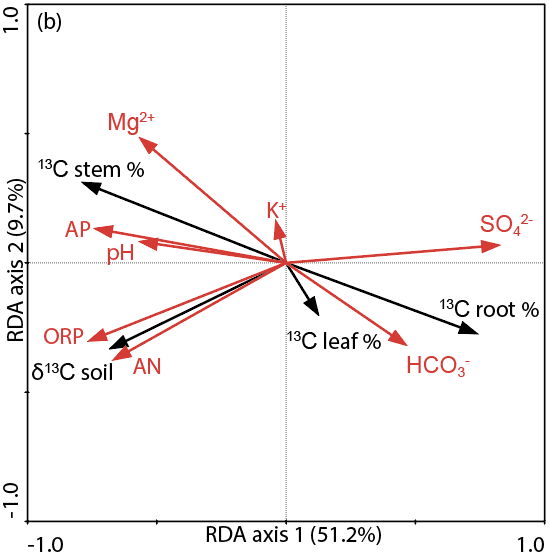 1.0
(b)
Mg²⁺
¹³C stem %
K⁺
AP
SO₄²⁻
pH
RDA axis 2 (9.7%)
¹³C root %
ORP
¹³C leaf %
δ¹³C soil
AN
HCO₃⁻
-1.0
-1.0
RDA axis 1 (51.2%)
1.0